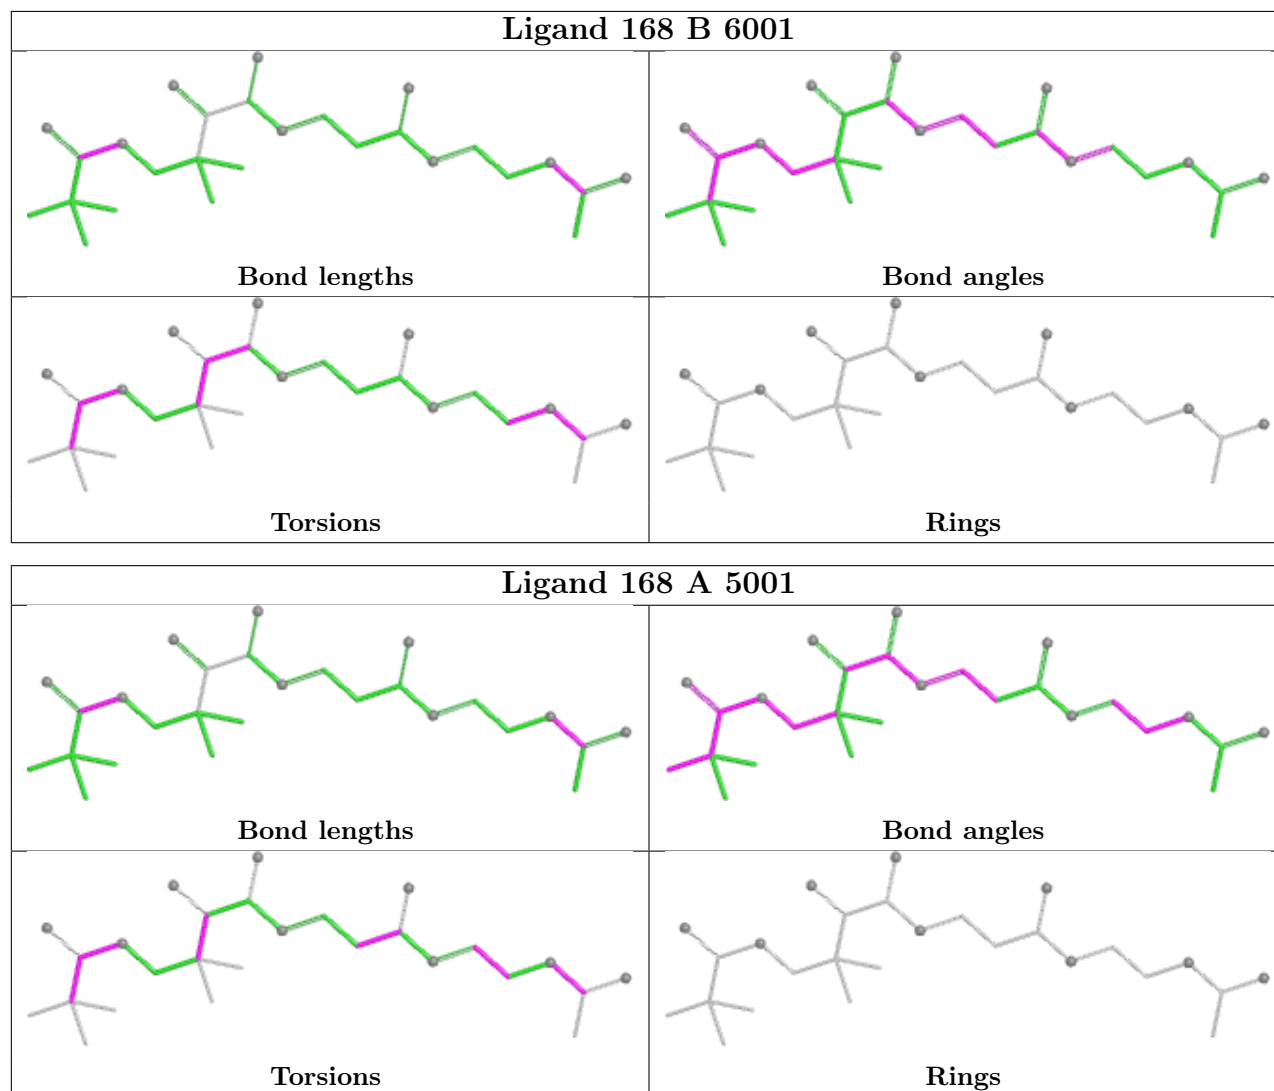 Ligand 168 B 6001
Bond lengths
Bond angles
Torsions
Rings
Ligand 168 A 5001
Bond lengths
Bond angles
Torsions
Rings